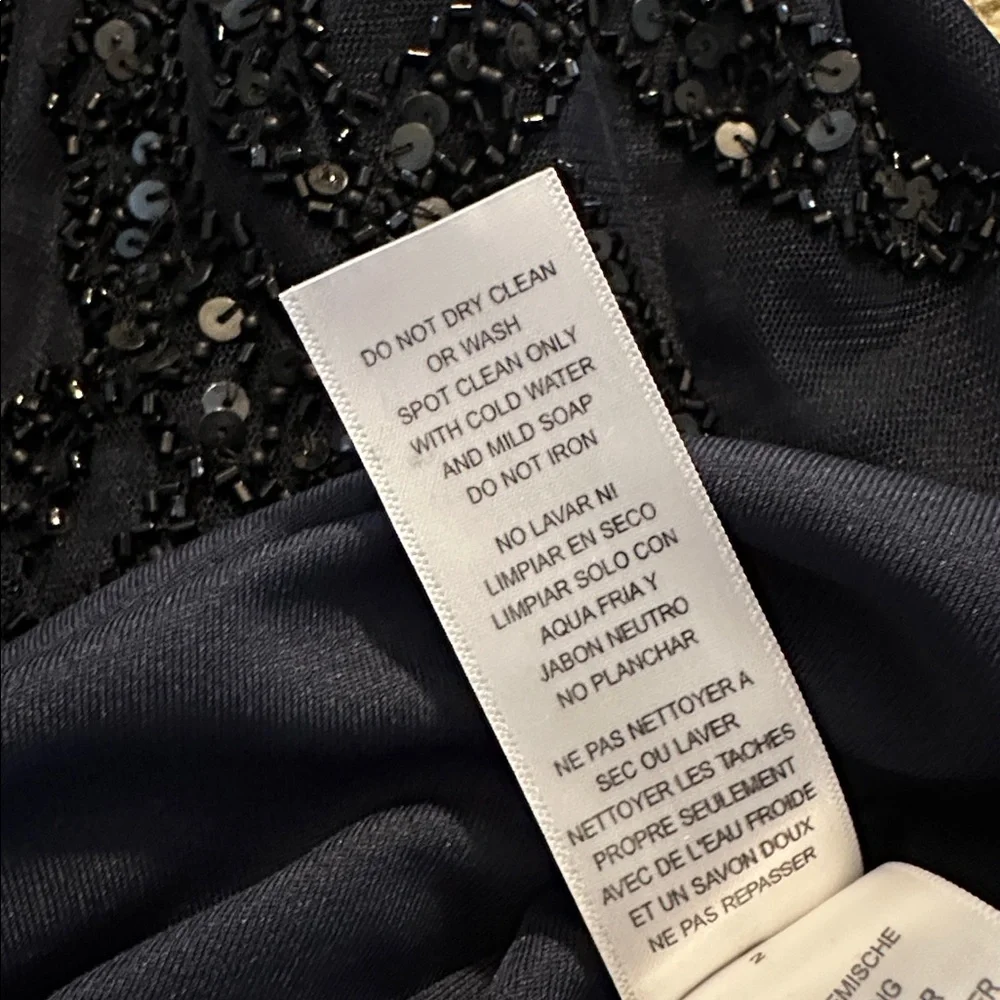 DO NOT DRY CLEAN
OR WASH
SPOT CLEAN ONLY
WITH COLD WATER
AND MILD SOAP
DO NOT IRON
NO LAVAR NI
LIMPIAR EN SECO
LIMPIAR SOLO CON
AQUA FRIA Y
JABON NEUTRO
NO PLANCHAR
NE PAS NETTOYER A
SEC OU LAVER
NETTOYER LES TACHES
PROPRE SEULEMENT
AVEC DE L'EAU FROIDE
ET UN SAVON DOUX
NE PAS REPASSER
2